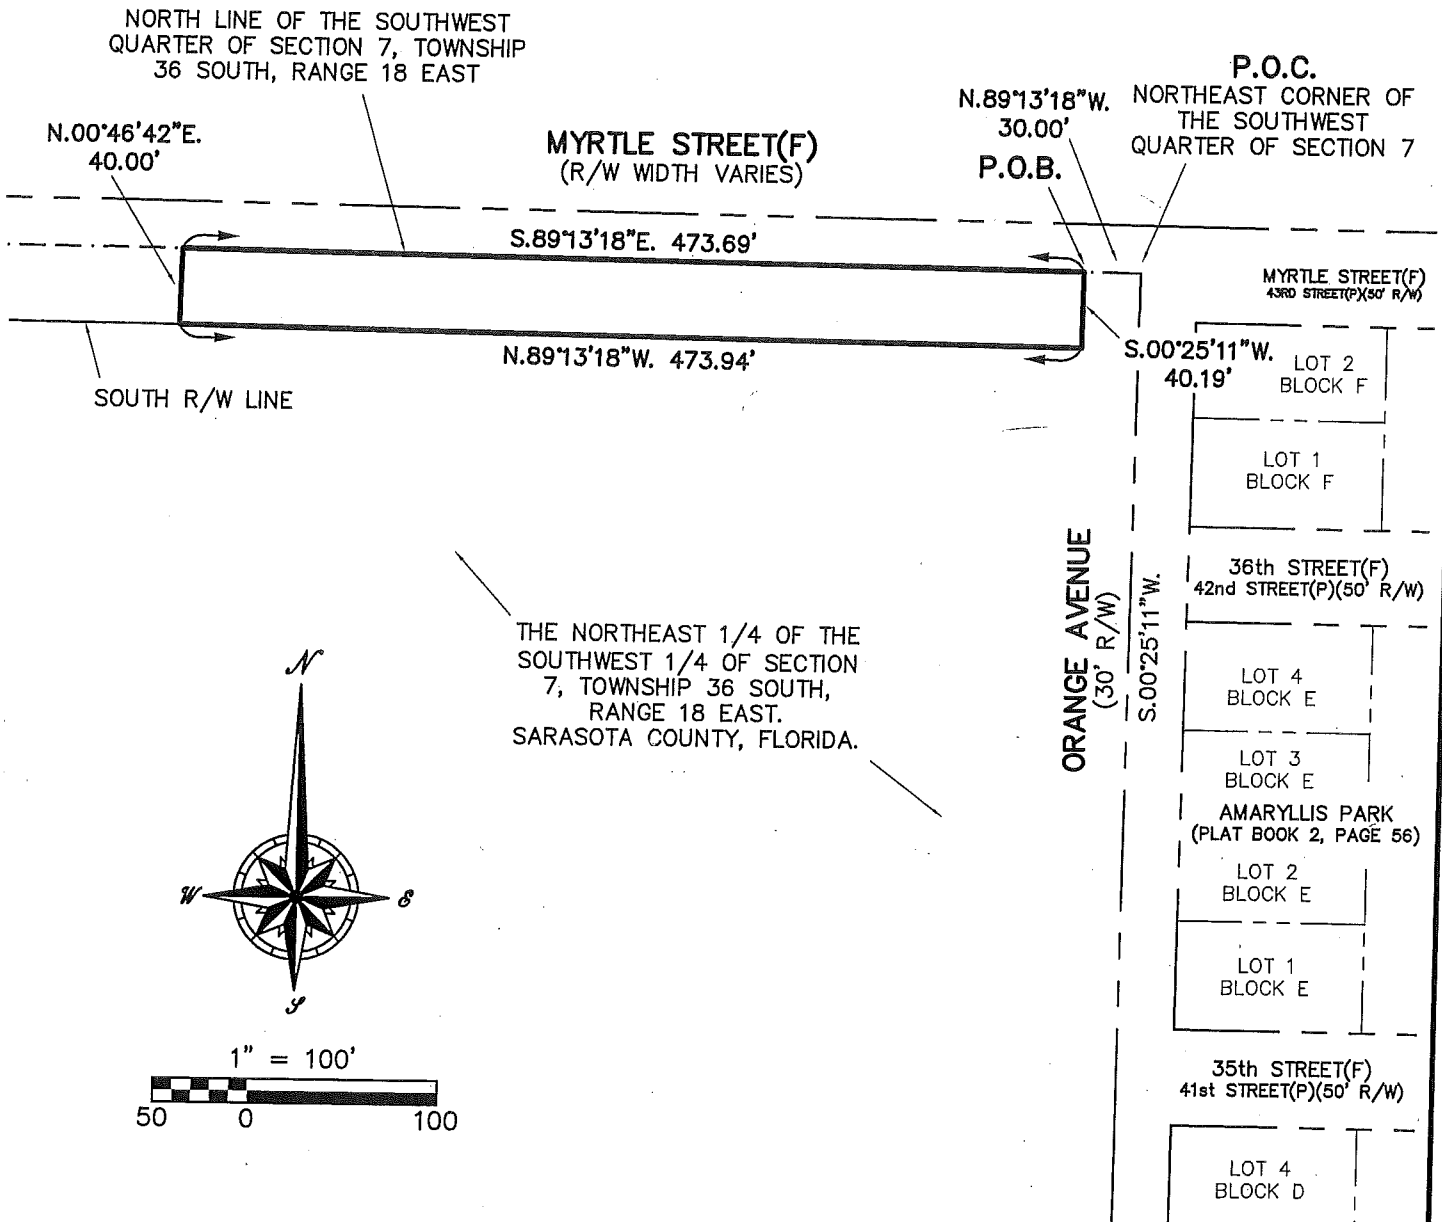 NORTH LINE OF THE SOUTHWEST
QUARTER OF SECTION 7, TOWNSHIP
36 SOUTH, RANGE 18 EAST
P.O.C.
NORTHEAST CORNER OF
THE SOUTHWEST
QUARTER OF SECTION 7
N.89°13'18"W.
30.00'
P.O.B.
N.00°46'42"E.
40.00'
MYRTLE STREET(F)
(R/W WIDTH VARIES)
S.89°13'18"E. 473.69'
MYRTLE STREET(F)
43RD STREET(P)(50' R/W)
N.89°13'18"W. 473.94'
S.00°25'11"W.
40.19'
SOUTH R/W LINE
LOT 2
BLOCK F
LOT 1
BLOCK F
ORANGE AVENUE
(30' R/W)
S.00°25'11"W.
36th STREET(F)
42nd STREET(P)(50' R/W)
THE NORTHEAST 1/4 OF THE
SOUTHWEST 1/4 OF SECTION
7, TOWNSHIP 36 SOUTH,
RANGE 18 EAST.
SARASOTA COUNTY, FLORIDA.
LOT 4
BLOCK E
LOT 3
BLOCK E
AMARYLLIS PARK
(PLAT BOOK 2, PAGE 56)
LOT 2
BLOCK E
LOT 1
BLOCK E
N
W
E
S
1" = 100'
50 0 100
35th STREET(F)
41st STREET(P)(50' R/W)
LOT 4
BLOCK D